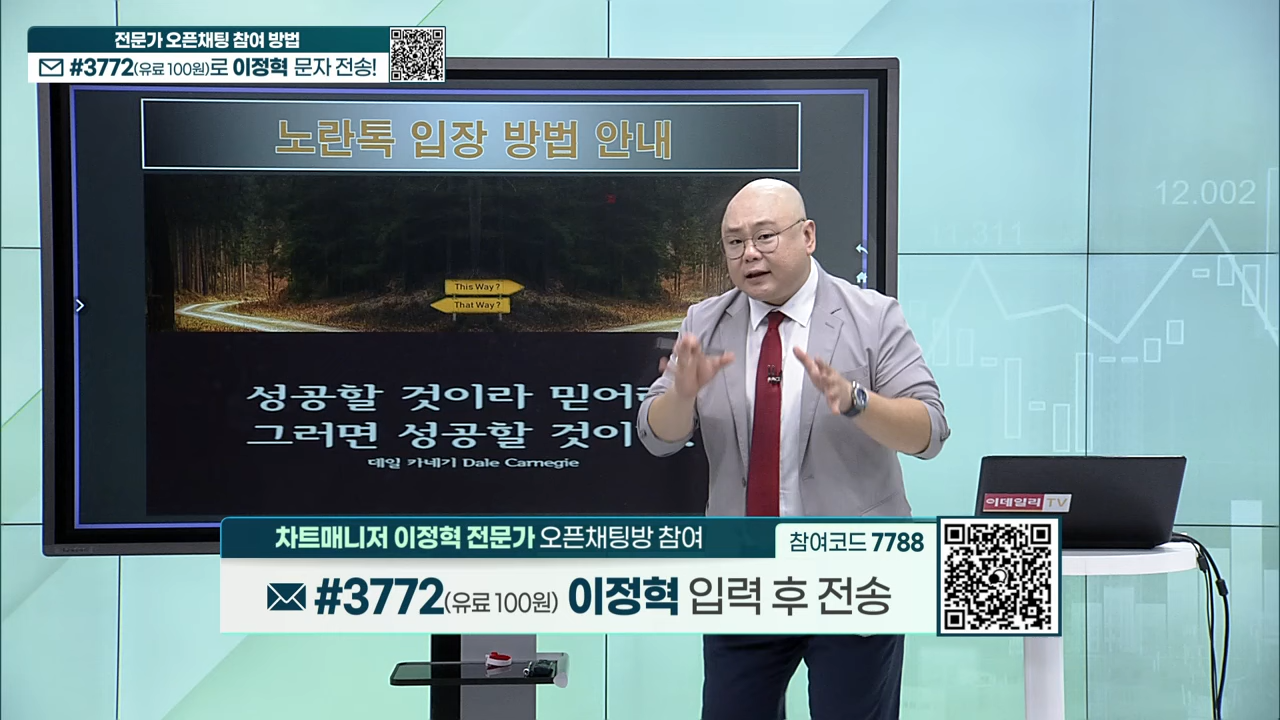 전문가 오픈채팅 참여 방법
#3772(유료 100원)로 이정혁 문자 전송!
노란톡 입장 방법 안내
12.002
11.311
This Way?
That Way?
성공할 것이라 믿어
그러면 성공할 것이
데일 카네기 Dale Carnegie
이데일리 TV
차트매니저 이정혁 전문가 오픈채팅방 참여
참여코드 7788
#3772(유료 100원) 이정혁 입력 후 전송